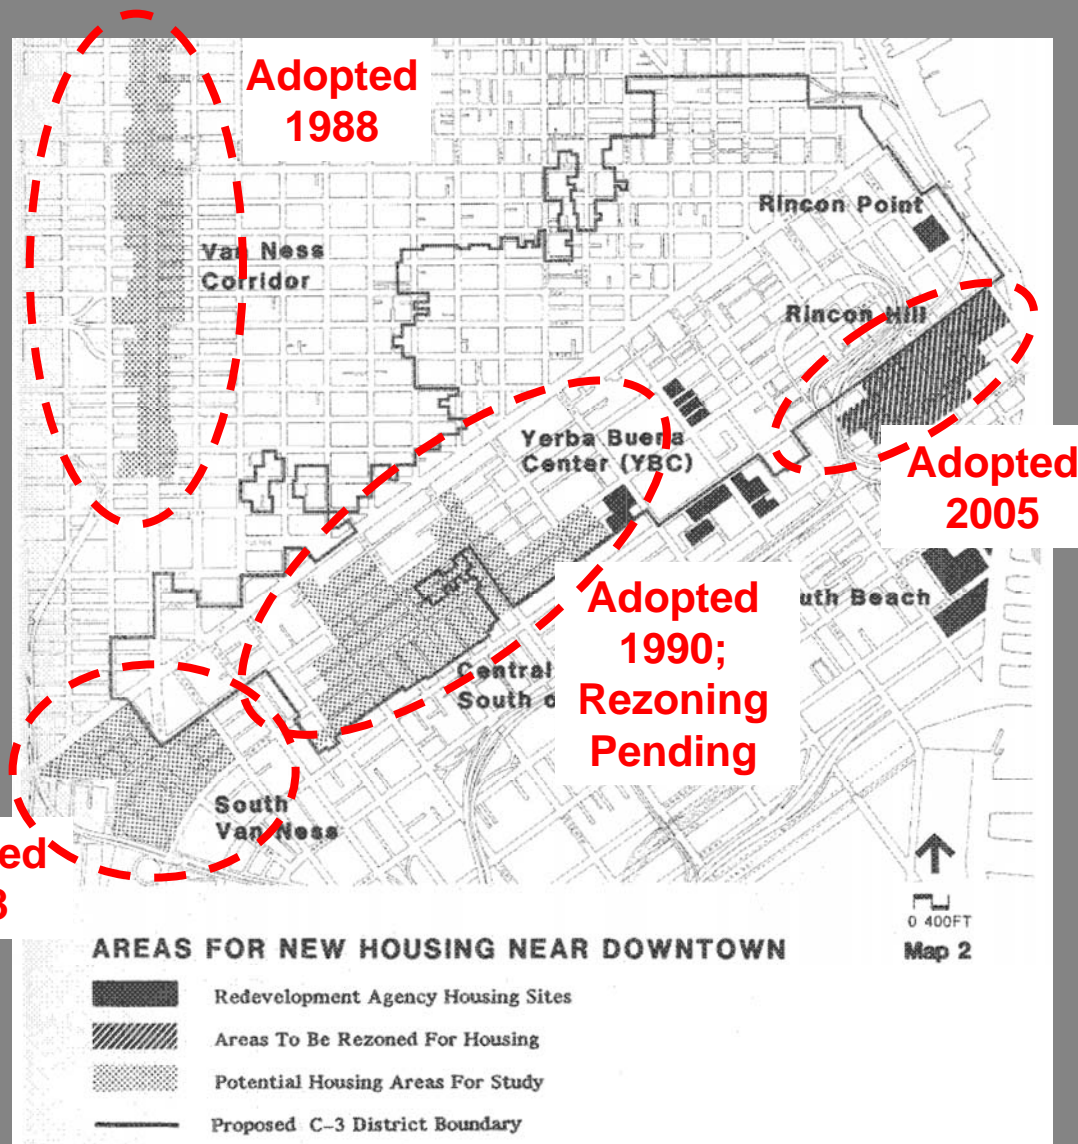 Adopted
1988
Rincon Point
Van Ness
Corridor
Rincon Hill
Yerba Buena
Center (YBC)
Adopted
2005
Adopted
1990;
Rezoning
Pending
uth Beach
Central
South o
South
Van Ness
ed
3
0 400FT
Map 2
AREAS FOR NEW HOUSING NEAR DOWNTOWN
Redevelopment Agency Housing Sites
Areas To Be Rezoned For Housing
Potential Housing Areas For Study
Proposed C-3 District Boundary